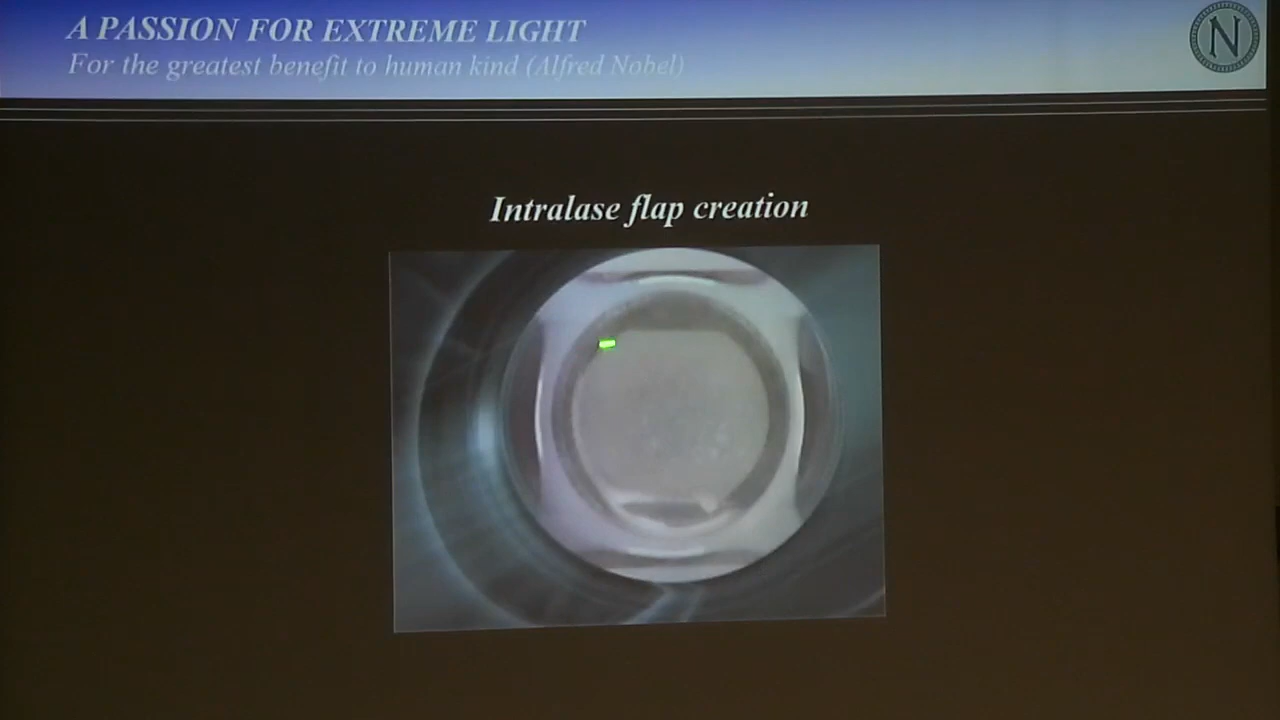 A PASSION FOR EXTREME LIGHT
For the greatest benefit to human kind (Alfred Nobel)
N
Intralase flap creation